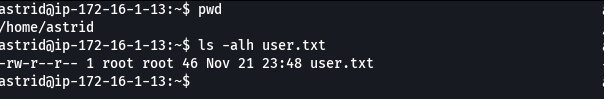 astrid@ip-172-16-1-13:~$ pwd
/home/astrid
astrid@ip-172-16-1-13:~$ ls -alh user.txt
-rw-r--r-- 1 root root 46 Nov 21 23:48 user.txt
astrid@ip-172-16-1-13:~$